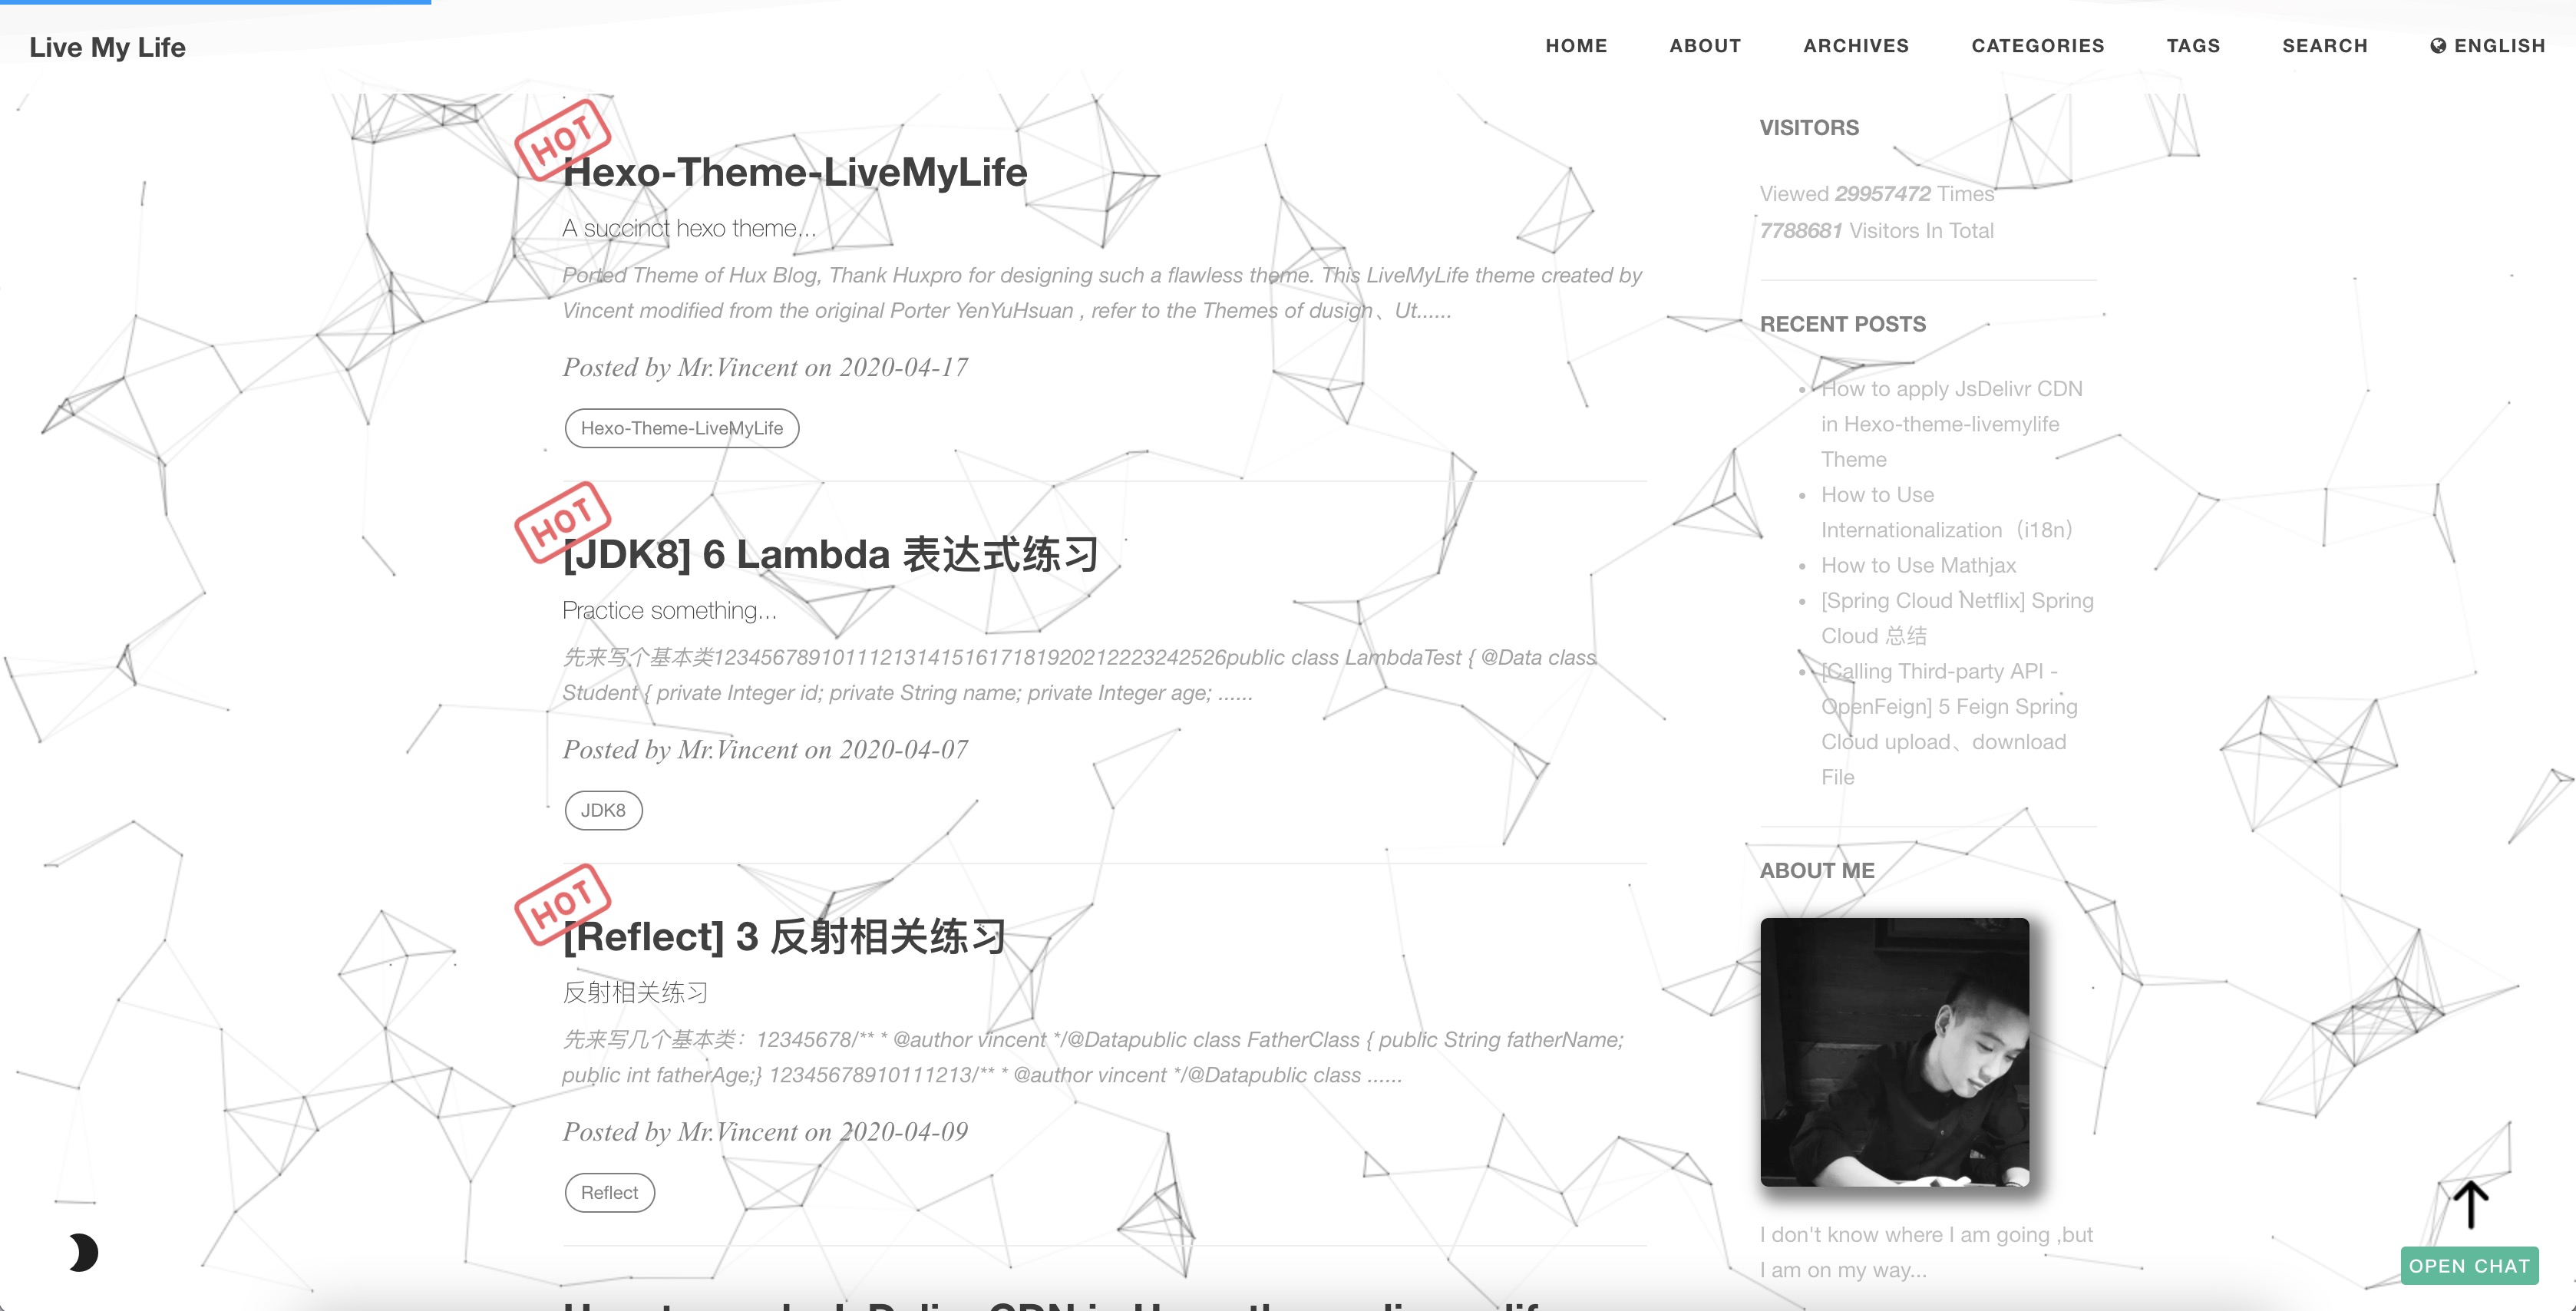 Live My Life
HOME
ABOUT
ARCHIVES
CATEGORIES
TAGS
SEARCH
ENGLISH
HOT
Hexo-Theme-LiveMyLife
A succinct hexo theme...
Ported Theme of Hux Blog, Thank Huxpro for designing such a flawless theme. This LiveMyLife theme created by
Vincent modified from the original Porter YenYuHsuan , refer to the Themes of dusign、Ut......
Posted by Mr.Vincent on 2020-04-17
Hexo-Theme-LiveMyLife
HOT
[JDK8] 6 Lambda 表达式练习
Practice something...
先来写个基本类1234567891011121314151617181920212223242526public class LambdaTest { @Data class
Student { private Integer id; private String name; private Integer age; ......
Posted by Mr.Vincent on 2020-04-07
JDK8
HOT
[Reflect] 3 反射相关练习
反射相关练习
先来写几个基本类：12345678/** * @author vincent */@Datapublic class FatherClass { public String fatherName;
public int fatherAge;} 12345678910111213/** * @author vincent */@Datapublic class ......
Posted by Mr.Vincent on 2020-04-09
Reflect
VISITORS
Viewed 29957472 Times
7788681 Visitors In Total
RECENT POSTS
How to apply JsDelivr CDN
in Hexo-theme-livemylife
Theme
How to Use
Internationalization（i18n）
How to Use Mathjax
[Spring Cloud Netflix] Spring
Cloud 总结
[Calling Third-party API -
OpenFeign] 5 Feign Spring
Cloud upload、download
File
ABOUT ME
I don't know where I am going ,but
I am on my way...
OPEN CHAT